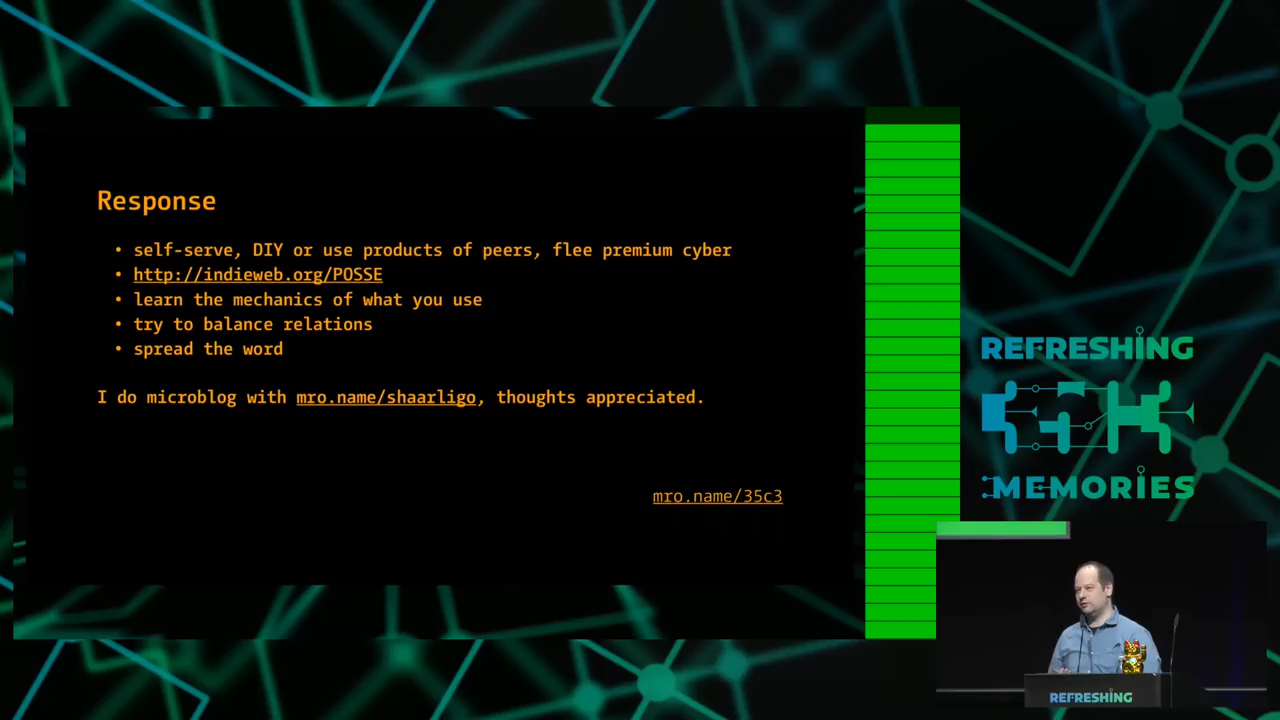 Response
• self-serve, DIY or use products of peers, flee premium cyber
• http://indieweb.org/POSSE
• learn the mechanics of what you use
• try to balance relations
• spread the word
I do microblog with mro.name/shaarligo, thoughts appreciated.
mro.name/35c3
REFRESHING
35C3
MEMORIES
REFRESHING